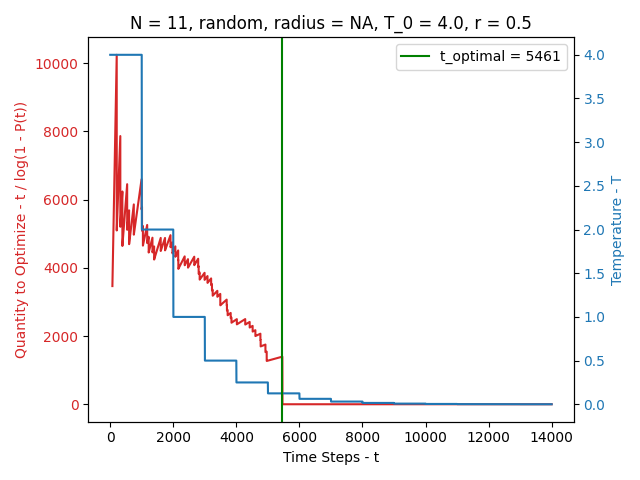 N = 11, random, radius = NA, T_0 = 4.0, r = 0.5
t_optimal = 5461
Quantity to Optimize - t / log(1 - P(t))
10000
8000
6000
4000
2000
0
4.0
3.5
3.0
2.5
2.0
1.5
1.0
0.5
0.0
Temperature - T
0 2000 4000 6000 8000 10000 12000 14000
Time Steps - t